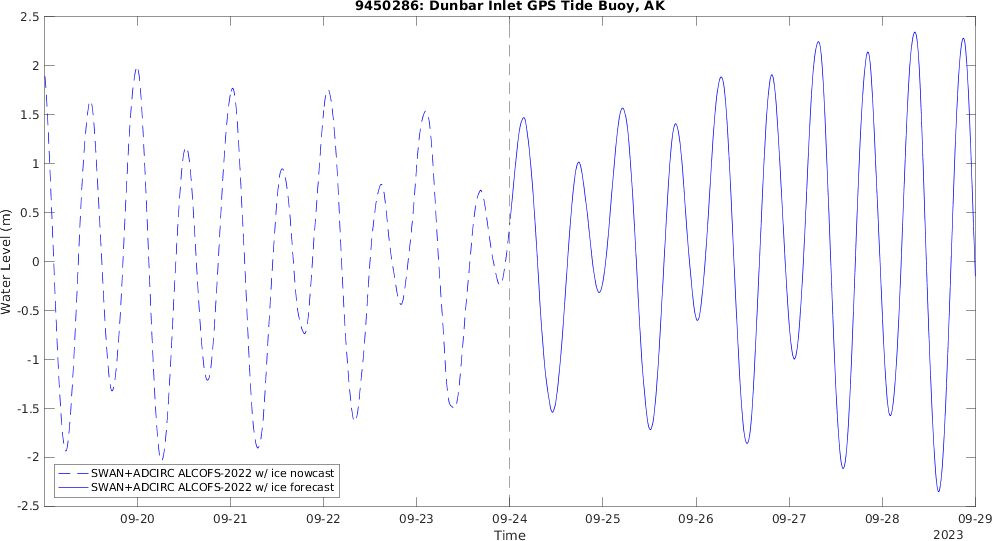 9450286: Dunbar Inlet GPS Tide Buoy, AK
2.5
2
1.5
1
0.5
0
-0.5
-1
-1.5
-2
-2.5
Water Level (m)
SWAN+ADCIRC ALCOFS-2022 w/ ice nowcast
SWAN+ADCIRC ALCOFS-2022 w/ ice forecast
09-20 09-21 09-22 09-23 09-24 09-25 09-26 09-27 09-28 09-29
Time
2023